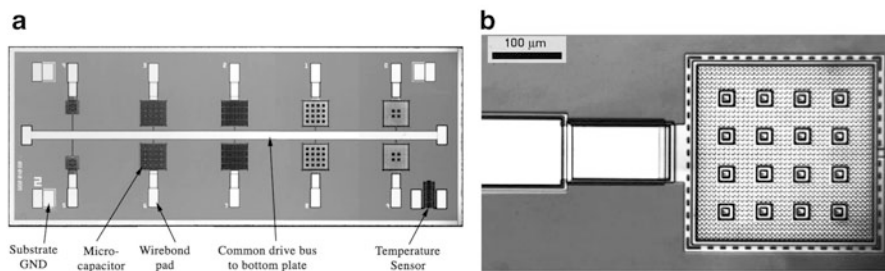 a
b
100 µm
Substrate
GND
Micro-
capacitor
Wirebond
pad
Common drive bus
to bottom plate
Temperature
Sensor